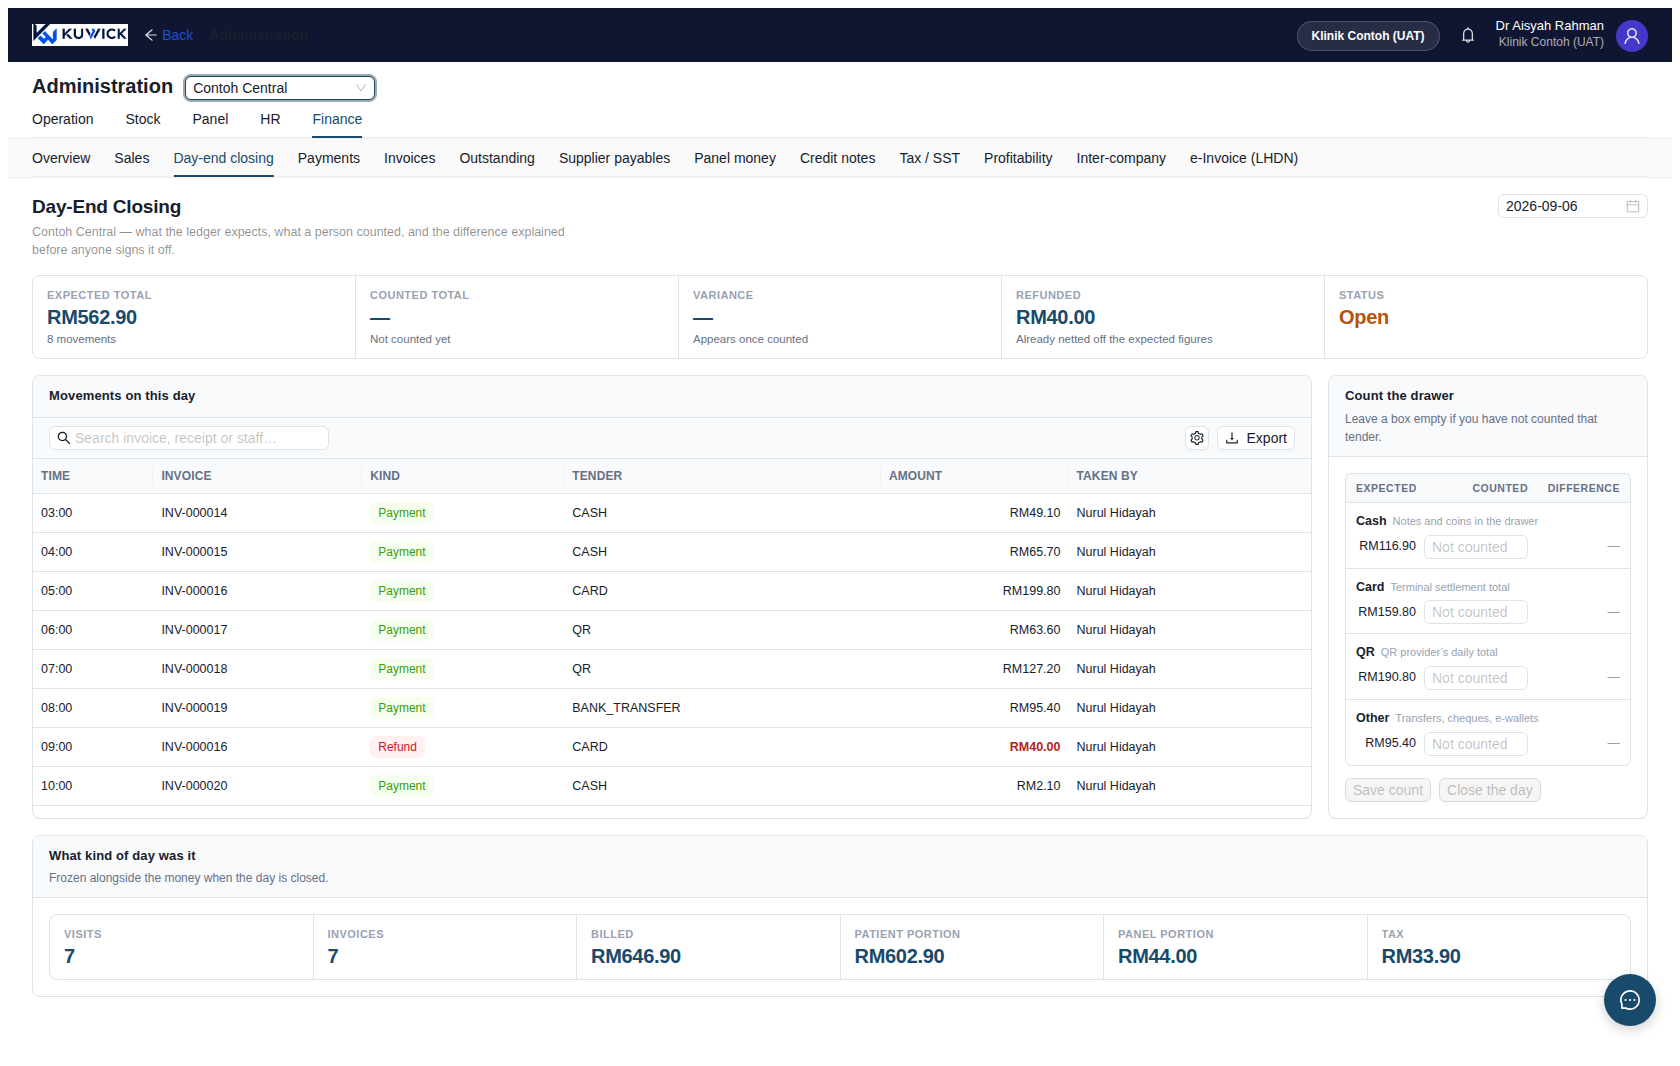 KUWICK
Back
Administration
Klinik Contoh (UAT)
Dr Aisyah Rahman
Klinik Contoh (UAT)
Administration
Contoh Central
Operation Stock Panel HR Finance
Overview Sales Day-end closing Payments Invoices Outstanding Supplier payables Panel money Credit notes Tax / SST Profitability Inter-company e-Invoice (LHDN)
Day-End Closing
2026-09-06
Contoh Central — what the ledger expects, what a person counted, and the difference explained
before anyone signs it off.
EXPECTED TOTAL
RM562.90
8 movements
COUNTED TOTAL
—
Not counted yet
VARIANCE
—
Appears once counted
REFUNDED
RM40.00
Already netted off the expected figures
STATUS
Open
Movements on this day
Search invoice, receipt or staff…
Export
TIME INVOICE KIND TENDER AMOUNT TAKEN BY
03:00 INV-000014 Payment CASH RM49.10 Nurul Hidayah
04:00 INV-000015 Payment CASH RM65.70 Nurul Hidayah
05:00 INV-000016 Payment CARD RM199.80 Nurul Hidayah
06:00 INV-000017 Payment QR RM63.60 Nurul Hidayah
07:00 INV-000018 Payment QR RM127.20 Nurul Hidayah
08:00 INV-000019 Payment BANK_TRANSFER RM95.40 Nurul Hidayah
09:00 INV-000016 Refund CARD RM40.00 Nurul Hidayah
10:00 INV-000020 Payment CASH RM2.10 Nurul Hidayah
Count the drawer
Leave a box empty if you have not counted that
tender.
EXPECTED COUNTED DIFFERENCE
Cash Notes and coins in the drawer
RM116.90 Not counted —
Card Terminal settlement total
RM159.80 Not counted —
QR QR provider's daily total
RM190.80 Not counted —
Other Transfers, cheques, e-wallets
RM95.40 Not counted —
Save count Close the day
What kind of day was it
Frozen alongside the money when the day is closed.
VISITS
7
INVOICES
7
BILLED
RM646.90
PATIENT PORTION
RM602.90
PANEL PORTION
RM44.00
TAX
RM33.90